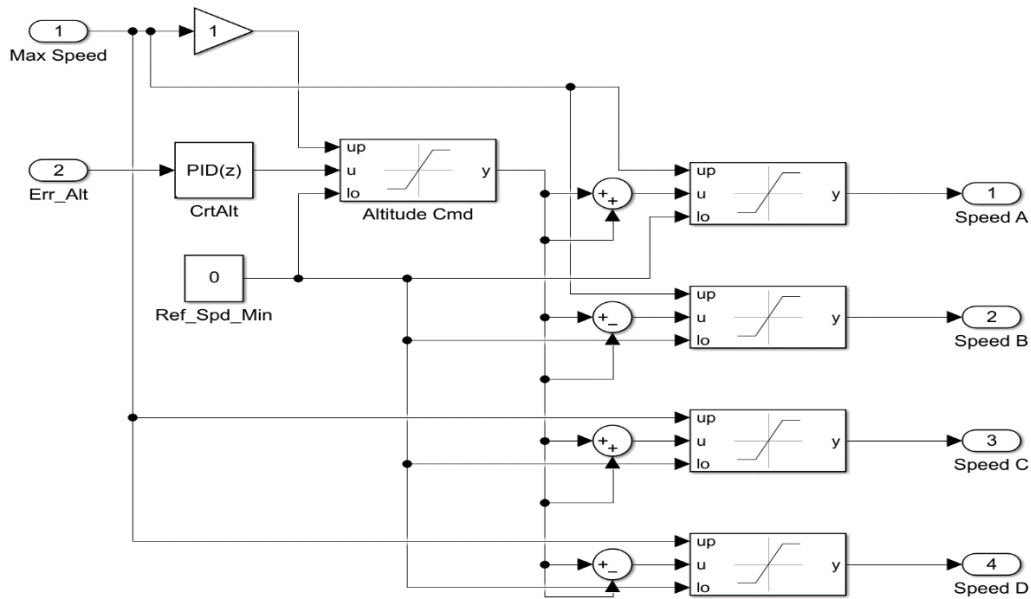 1
Max Speed
1
2
Err_Alt
PID(z)
CrtAlt
up
u
lo
y
Altitude Cmd
0
Ref_Spd_Min
+
+
up
u
lo
y
1
Speed A
+
−
up
u
lo
y
2
Speed B
+
+
up
u
lo
y
3
Speed C
+
−
up
u
lo
y
4
Speed D